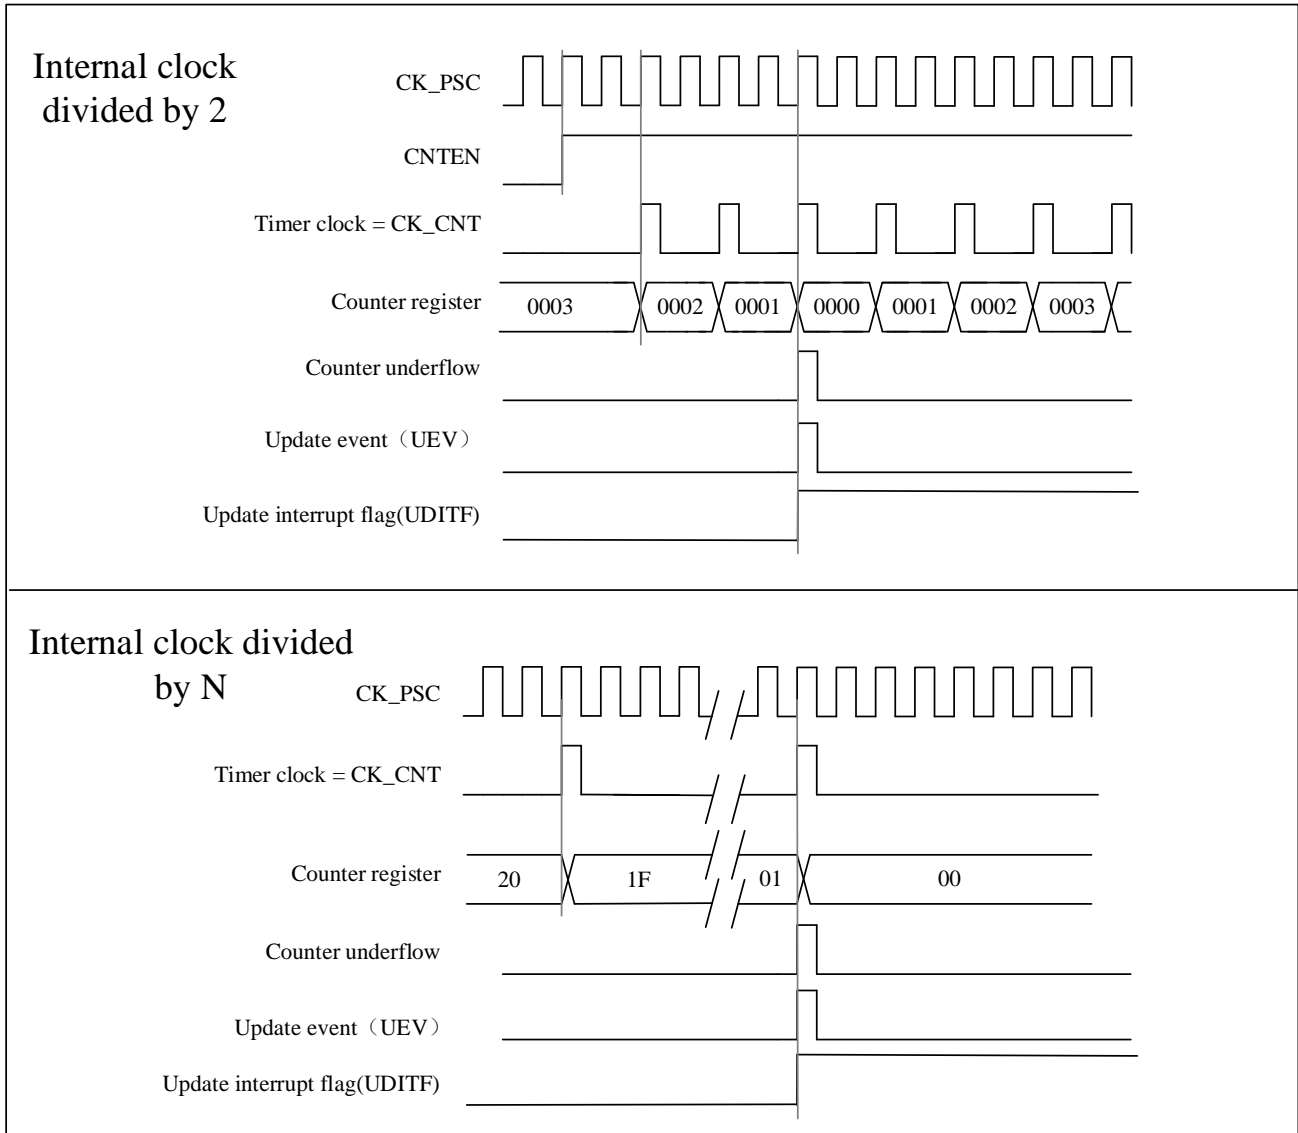 Internal clock
divided by 2
CK_PSC
CNTEN
Timer clock = CK_CNT
Counter register
0003 0002 0001 0000 0001 0002 0003
Counter underflow
Update event（UEV）
Update interrupt flag(UDITF)
Internal clock divided
by N
CK_PSC
Timer clock = CK_CNT
Counter register
20 1F 01 00
Counter underflow
Update event（UEV）
Update interrupt flag(UDITF)